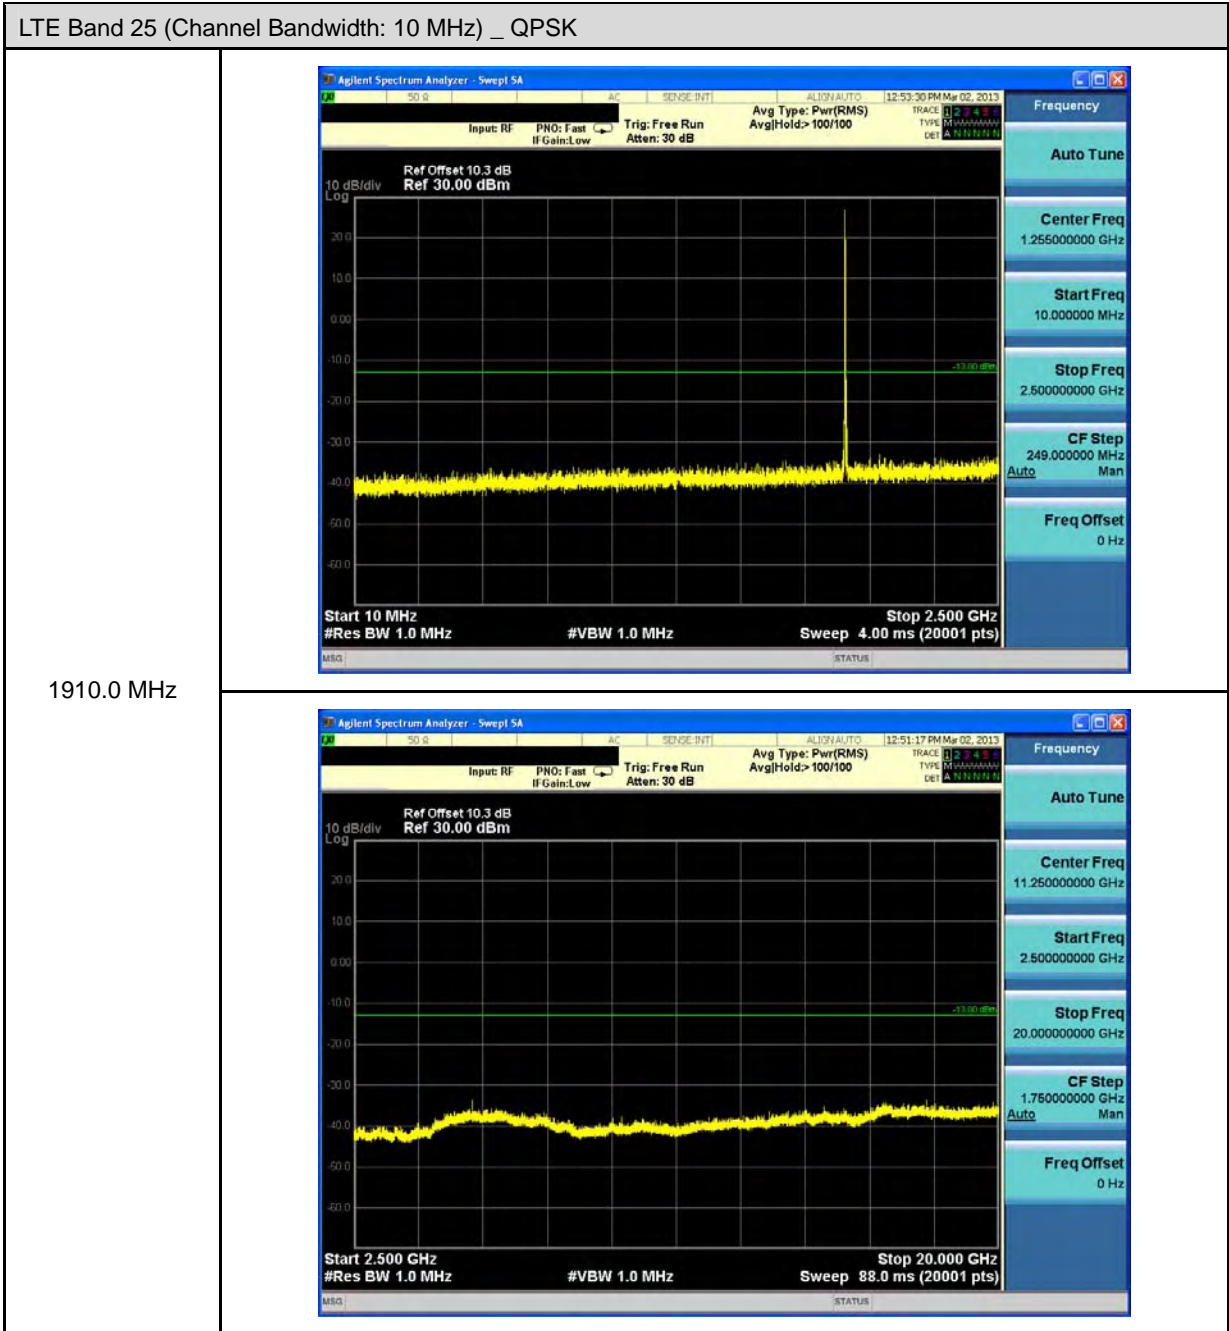 LTE Band 25 (Channel Bandwidth: 10 MHz) _ QPSK
1910.0 MHz
Agilent Spectrum Analyzer - Swept SA
50 Ω AC SENSE:INT ALIGN AUTO 12:53:30 PM Mar 02, 2013
Input: RF PNO: Fast Trig: Free Run Avg Type: Pwr(RMS) TRACE 1 2 3 4 5 6
IFGain:Low Atten: 30 dB Avg|Hold:> 100/100 TYPE
DET A N N N N N
Frequency
Auto Tune
Center Freq
1.255000000 GHz
Start Freq
10.000000 MHz
Stop Freq
2.500000000 GHz
CF Step
249.000000 MHz
Auto Man
Freq Offset
0 Hz
Ref Offset 10.3 dB
10 dB/div Ref 30.00 dBm
Log
20.0
10.0
0.00
-10.0
-13.00 dBm
-20.0
-30.0
-40.0
-50.0
-60.0
Start 10 MHz Stop 2.500 GHz
#Res BW 1.0 MHz #VBW 1.0 MHz Sweep 4.00 ms (20001 pts)
MSG STATUS
Agilent Spectrum Analyzer - Swept SA
50 Ω AC SENSE:INT ALIGN AUTO 12:51:17 PM Mar 02, 2013
Input: RF PNO: Fast Trig: Free Run Avg Type: Pwr(RMS) TRACE 1 2 3 4 5 6
IFGain:Low Atten: 30 dB Avg|Hold:> 100/100 TYPE
DET A N N N N N
Frequency
Auto Tune
Center Freq
11.250000000 GHz
Start Freq
2.500000000 GHz
Stop Freq
20.000000000 GHz
CF Step
1.750000000 GHz
Auto Man
Freq Offset
0 Hz
Ref Offset 10.3 dB
10 dB/div Ref 30.00 dBm
Log
20.0
10.0
0.00
-10.0
-13.00 dBm
-20.0
-30.0
-40.0
-50.0
-60.0
Start 2.500 GHz Stop 20.000 GHz
#Res BW 1.0 MHz #VBW 1.0 MHz Sweep 88.0 ms (20001 pts)
MSG STATUS